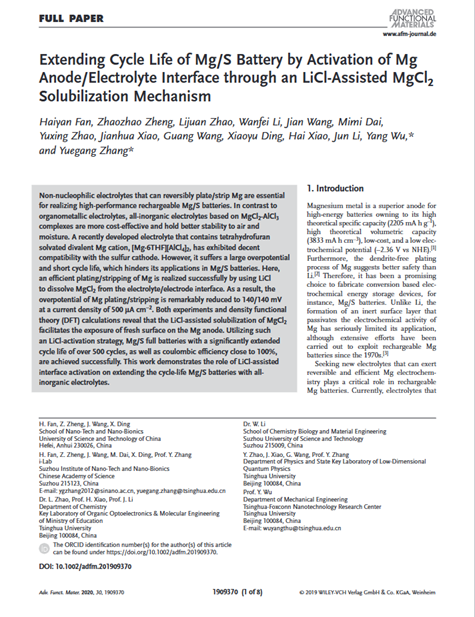 FULL PAPER
ADVANCED
FUNCTIONAL
MATERIALS
www.afm-journal.de
Extending Cycle Life of Mg/S Battery by Activation of Mg
Anode/Electrolyte Interface through an LiCl-Assisted MgCl2
Solubilization Mechanism
Haiyan Fan, Zhaozhao Zheng, Lijuan Zhao, Wanfei Li, Jian Wang, Mimi Dai,
Yuxing Zhao, Jianhua Xiao, Guang Wang, Xiaoyu Ding, Hai Xiao, Jun Li, Yang Wu,*
and Yuegang Zhang*
Non-nucleophilic electrolytes that can reversibly plate/strip Mg are essential
for realizing high-performance rechargeable Mg/S batteries. In contrast to
organometallic electrolytes, all-inorganic electrolytes based on MgCl2-AlCl3
complexes are more cost-effective and hold better stability to air and
moisture. A recently developed electrolyte that contains tetrahydrofuran
solvated divalent Mg cation, [Mg·6THF][AlCl4]2, has exhibited decent
compatibility with the sulfur cathode. However, it suffers a large overpotential
and short cycle life, which hinders its applications in Mg/S batteries. Here,
an efficient plating/stripping of Mg is realized successfully by using LiCl
to dissolve MgCl2 from the electrolyte/electrode interface. As a result, the
overpotential of Mg plating/stripping is remarkably reduced to 140/140 mV
at a current density of 500 µA cm−2. Both experiments and density functional
theory (DFT) calculations reveal that the LiCl-assisted solubilization of MgCl2
facilitates the exposure of fresh surface on the Mg anode. Utilizing such
an LiCl-activation strategy, Mg/S full batteries with a significantly extended
cycle life of over 500 cycles, as well as coulombic efficiency close to 100%,
are achieved successfully. This work demonstrates the role of LiCl-assisted
interface activation on extending the cycle-life Mg/S batteries with all-
inorganic electrolytes.
1. Introduction
Magnesium metal is a superior anode for
high-energy batteries owning to its high
theoretical specific capacity (2205 mA h g−1),
high theoretical volumetric capacity
(3833 mA h cm−3), low-cost, and a low elec-
trochemical potential (–2.36 V vs NHE).[1]
Furthermore, the dendrite-free plating
process of Mg suggests better safety than
Li.[2] Therefore, it has been a promising
choice to fabricate conversion based elec-
trochemical energy storage devices, for
instance, Mg/S batteries. Unlike Li, the
formation of an inert surface layer that
passivates the electrochemical activity of
Mg has seriously limited its application,
although extensive efforts have been
carried out to exploit rechargeable Mg
batteries since the 1970s.[3]
Seeking new electrolytes that can exert
reversible and efficient Mg electrochem-
istry plays a critical role in rechargeable
Mg batteries. Currently, electrolytes that
H. Fan, Z. Zheng, J. Wang, X. Ding
School of Nano-Tech and Nano-Bionics
University of Science and Technology of China
Hefei, Anhui 230026, China
H. Fan, Z. Zheng, J. Wang, M. Dai, X. Ding, Prof. Y. Zhang
i-Lab
Suzhou Institute of Nano-Tech and Nano-Bionics
Chinese Academy of Science
Suzhou 215123, China
E-mail: ygzhang2012@sinano.ac.cn, yuegang.zhang@tsinghua.edu.cn
Dr. L. Zhao, Prof. H. Xiao, Prof. J. Li
Department of Chemistry
Key Laboratory of Organic Optoelectronics & Molecular Engineering
of Ministry of Education
Tsinghua University
Beijing 100084, China
The ORCID identification number(s) for the author(s) of this article
can be found under https://doi.org/10.1002/adfm.201909370.
DOI: 10.1002/adfm.201909370
Dr. W. Li
School of Chemistry Biology and Material Engineering
Suzhou University of Science and Technology
Suzhou 215009, China
Y. Zhao, J. Xiao, G. Wang, Prof. Y. Zhang
Department of Physics and State Key Laboratory of Low-Dimensional
Quantum Physics
Tsinghua University
Beijing 100084, China
Prof. Y. Wu
Department of Mechanical Engineering
Tsinghua-Foxconn Nanotechnology Research Center
Tsinghua University
Beijing 100084, China
E-mail: wuyangthu@tsinghua.edu.cn
Adv. Funct. Mater. 2020, 30, 1909370
1909370 (1 of 8)
© 2019 WILEY-VCH Verlag GmbH & Co. KGaA, Weinheim